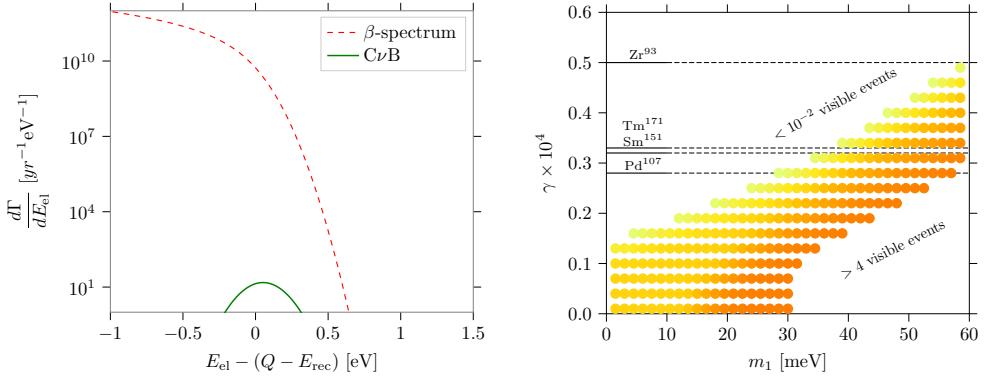 β-spectrum
CνB
10^10
10^7
10^4
10^1
dΓ/dE_el [yr^−1 eV^−1]
−1 −0.5 0 0.5 1 1.5
E_el − (Q − E_rec) [eV]
0.6
0.5
0.4
0.3
0.2
0.1
0.0
γ × 10^4
Zr^93
< 10^−2 visible events
Tm^171
Sm^151
Pd^107
> 4 visible events
0 10 20 30 40 50 60
m_1 [meV]